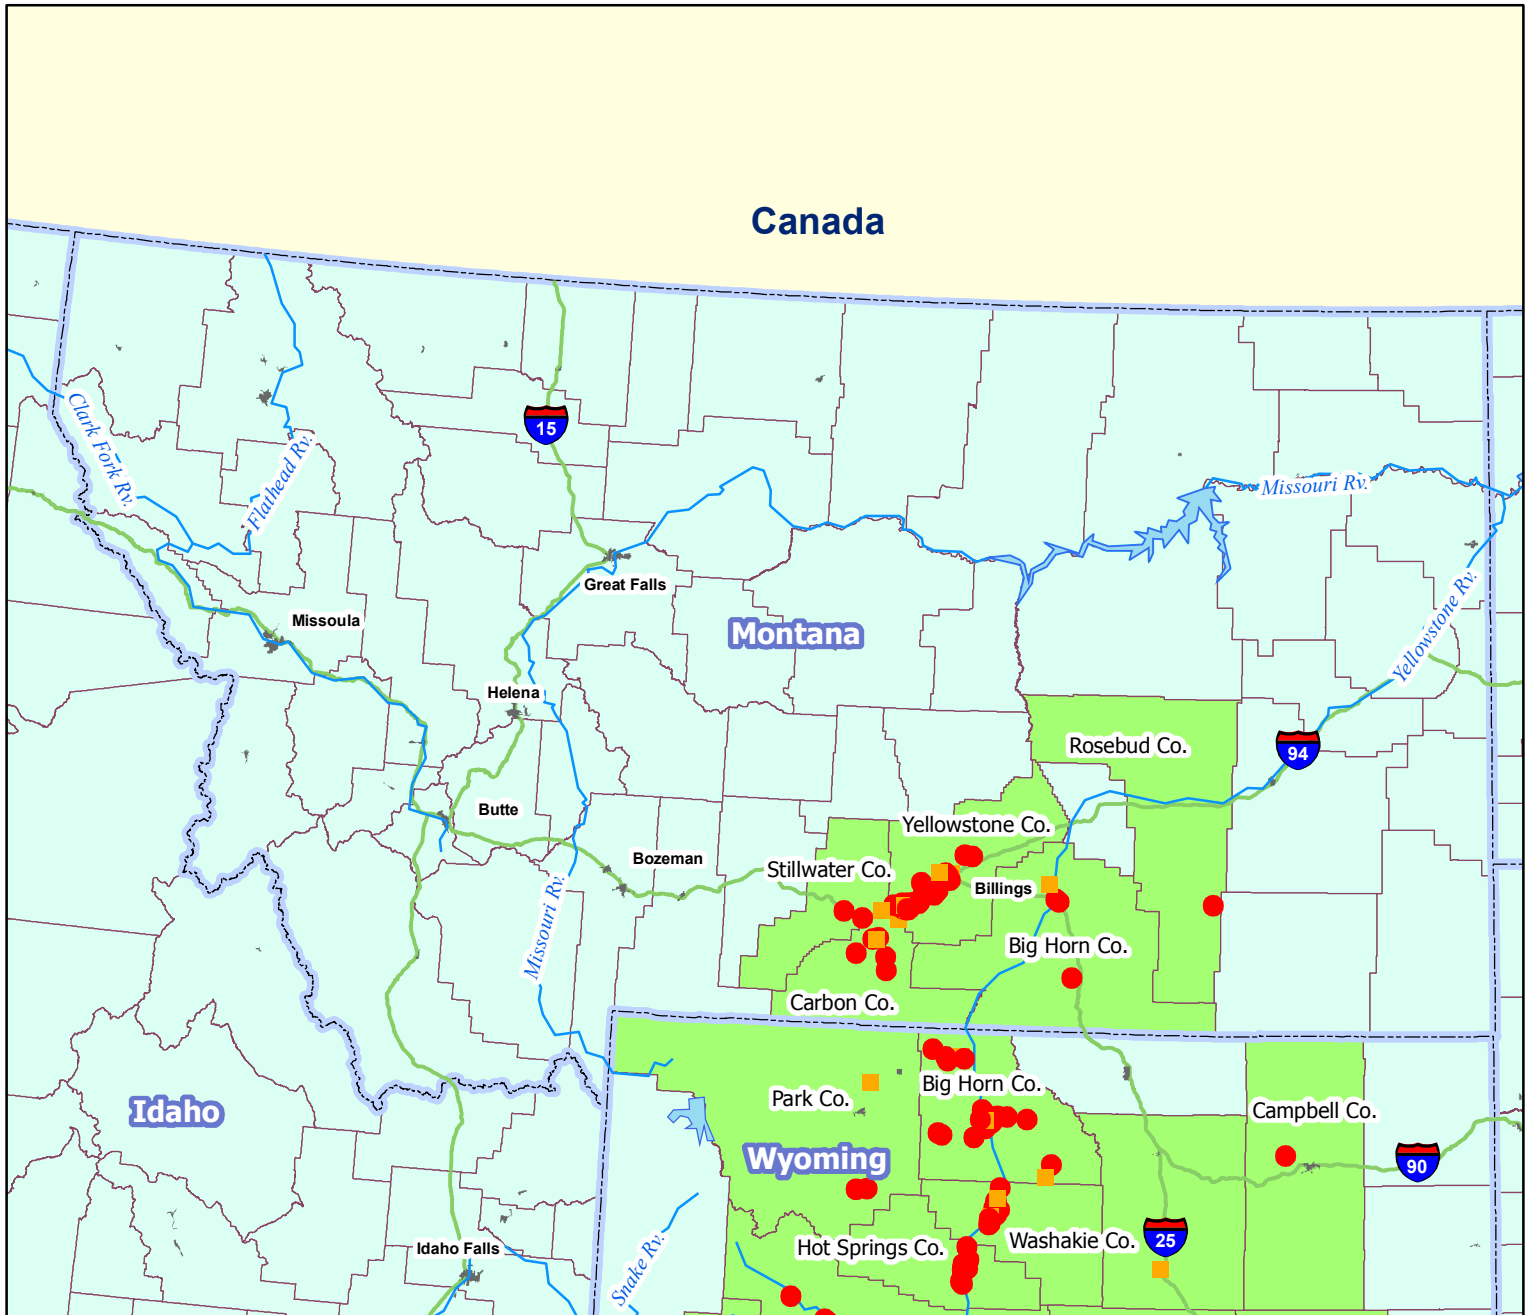 Canada
Clark Fork Rv.
Flathead Rv.
15
Missouri Rv.
Great Falls
Missoula
Montana
Yellowstone Rv.
Helena
Rosebud Co.
94
Butte
Yellowstone Co.
Bozeman
Stillwater Co.
Billings
Missouri Rv.
Big Horn Co.
Carbon Co.
Big Horn Co.
Park Co.
Idaho
Campbell Co.
Wyoming
90
Washakie Co.
25
Hot Springs Co.
Idaho Falls
Snake Rv.